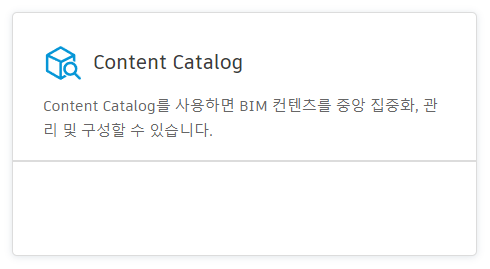 Content Catalog
Content Catalog를 사용하면 BIM 컨텐츠를 중앙 집중화, 관
리 및 구성할 수 있습니다.